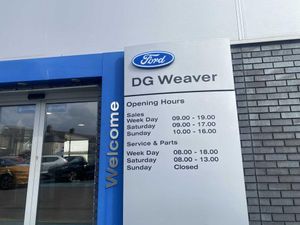 Ford
DG Weaver
Opening Hours
Sales
Week Day 09.00 - 19.00
Saturday 09.00 - 17.00
Sunday 10.00 - 16.00
Service & Parts
Week Day 08.00 - 18.00
Saturday 08.00 - 13.00
Sunday Closed
Welcome